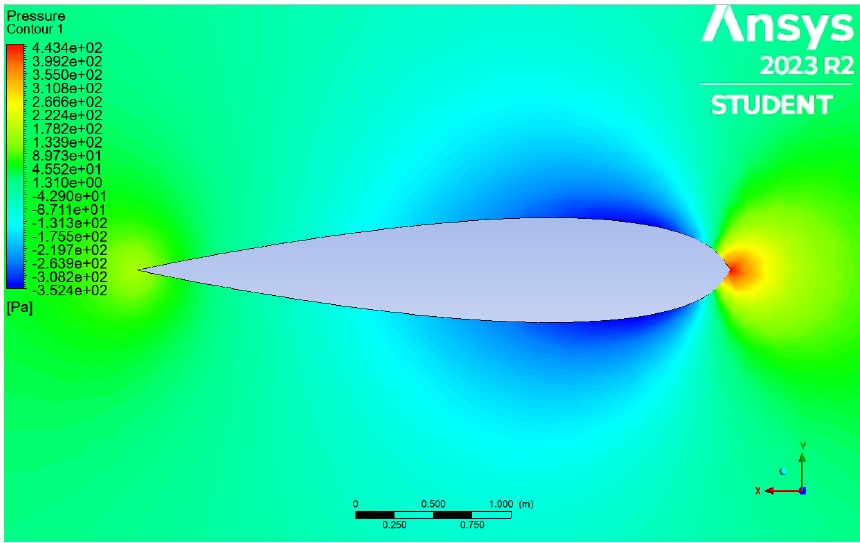 Pressure
Contour 1
4.434e+02
3.992e+02
3.550e+02
3.108e+02
2.666e+02
2.224e+02
1.782e+02
1.339e+02
8.973e+01
4.552e+01
1.310e+00
-4.290e+01
-8.711e+01
-1.313e+02
-1.755e+02
-2.197e+02
-2.639e+02
-3.082e+02
-3.524e+02
[Pa]
Ansys
2023 R2
STUDENT
0 0.500 1.000 (m)
0.250 0.750
Y
X